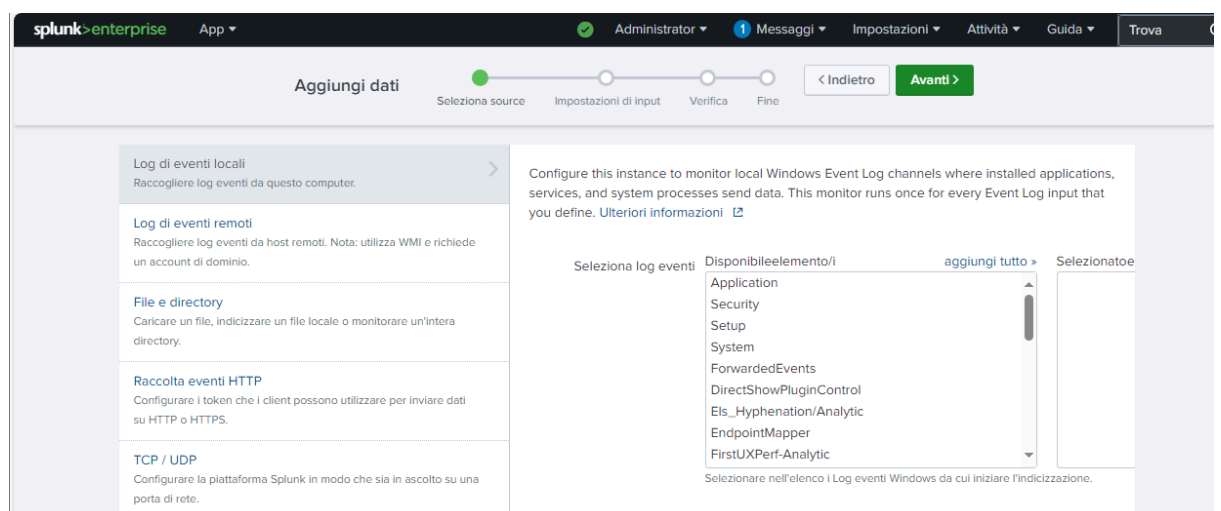 splunk>enterprise App Administrator 1 Messaggi Impostazioni Attività Guida Trova
Aggiungi dati
Seleziona source Impostazioni di input Verifica Fine
< Indietro Avanti >
Log di eventi locali
Raccogliere log eventi da questo computer.
Log di eventi remoti
Raccogliere log eventi da host remoti. Nota: utilizza WMI e richiede
un account di dominio.
File e directory
Caricare un file, indicizzare un file locale o monitorare un'intera
directory.
Raccolta eventi HTTP
Configurare i token che i client possono utilizzare per inviare dati
su HTTP o HTTPS.
TCP / UDP
Configurare la piattaforma Splunk in modo che sia in ascolto su una
porta di rete.
Configure this instance to monitor local Windows Event Log channels where installed applications,
services, and system processes send data. This monitor runs once for every Event Log input that
you define. Ulteriori informazioni
Seleziona log eventi
Disponibileelemento/i aggiungi tutto » Selezionatoe
Application
Security
Setup
System
ForwardedEvents
DirectShowPluginControl
Els_Hyphenation/Analytic
EndpointMapper
FirstUXPerf-Analytic
Selezionare nell'elenco i Log eventi Windows da cui iniziare l'indicizzazione.